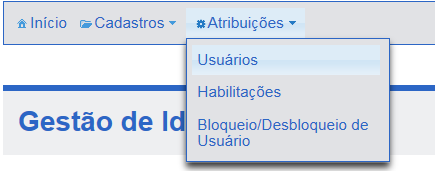 Início Cadastros Atribuições
Usuários
Habilitações
Bloqueio/Desbloqueio de
Usuário
Gestão de Id